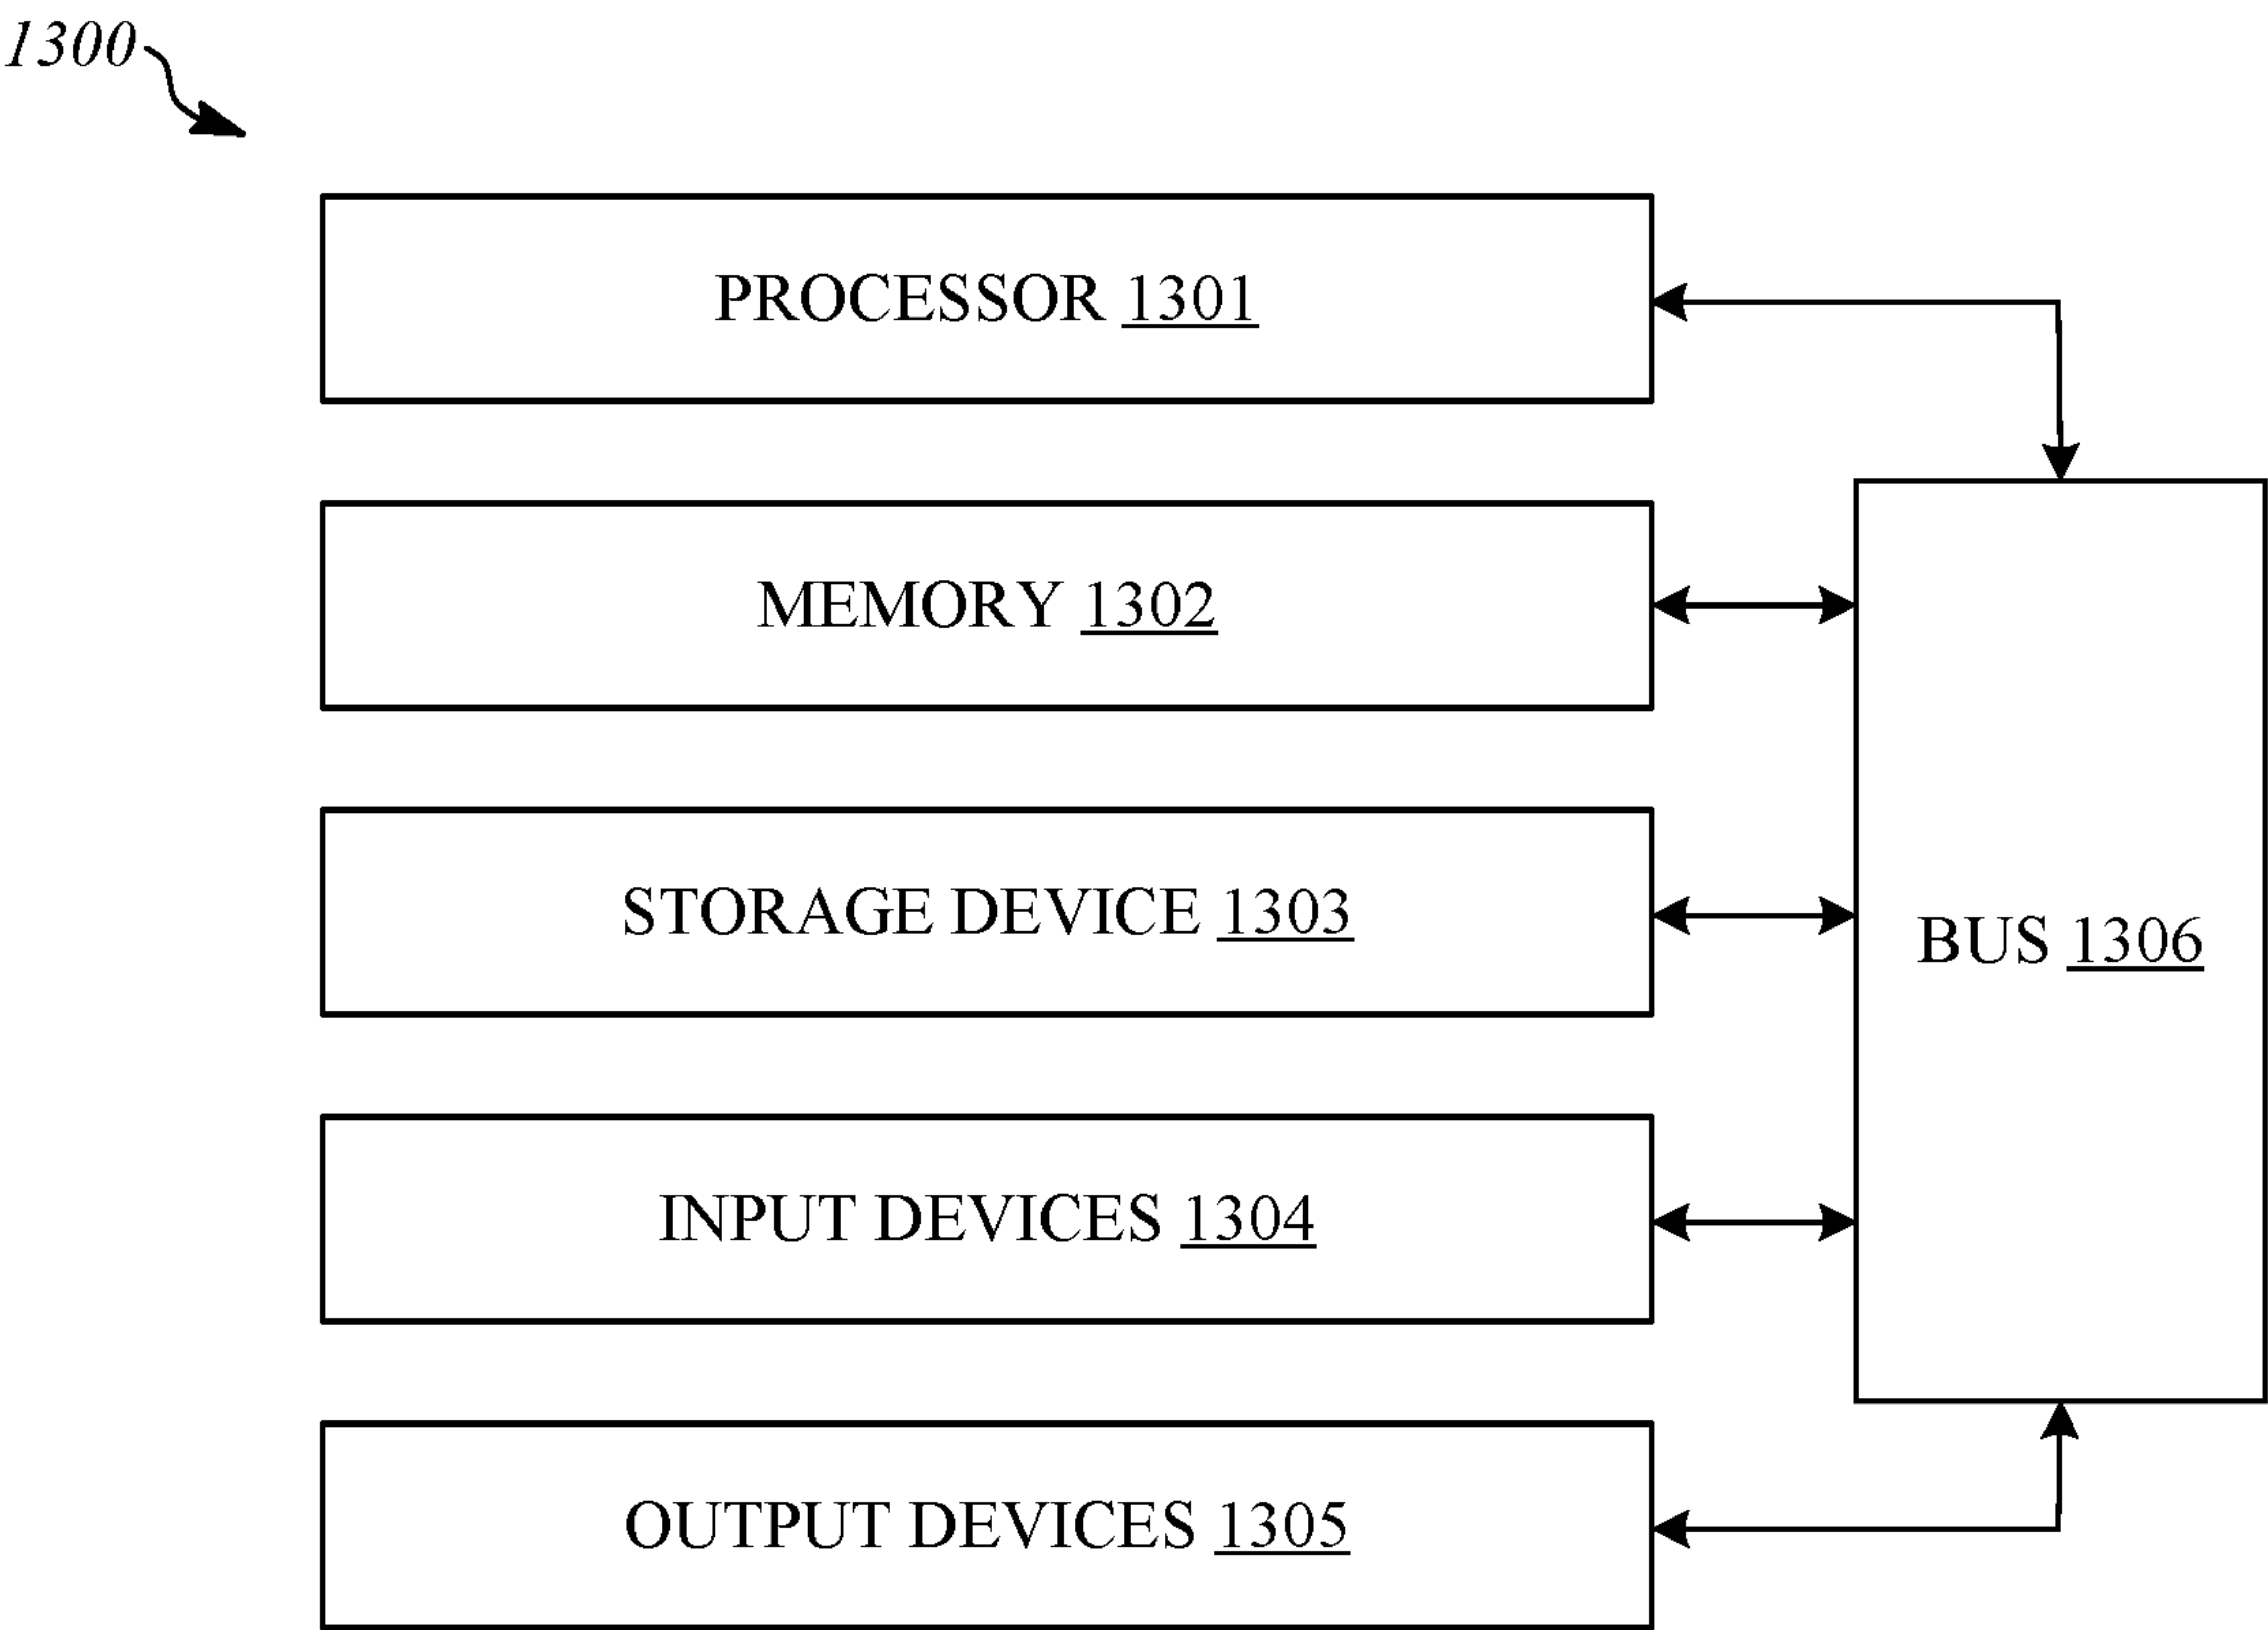 1300
PROCESSOR 1301
MEMORY 1302
STORAGE DEVICE 1303
BUS 1306
INPUT DEVICES 1304
OUTPUT DEVICES 1305